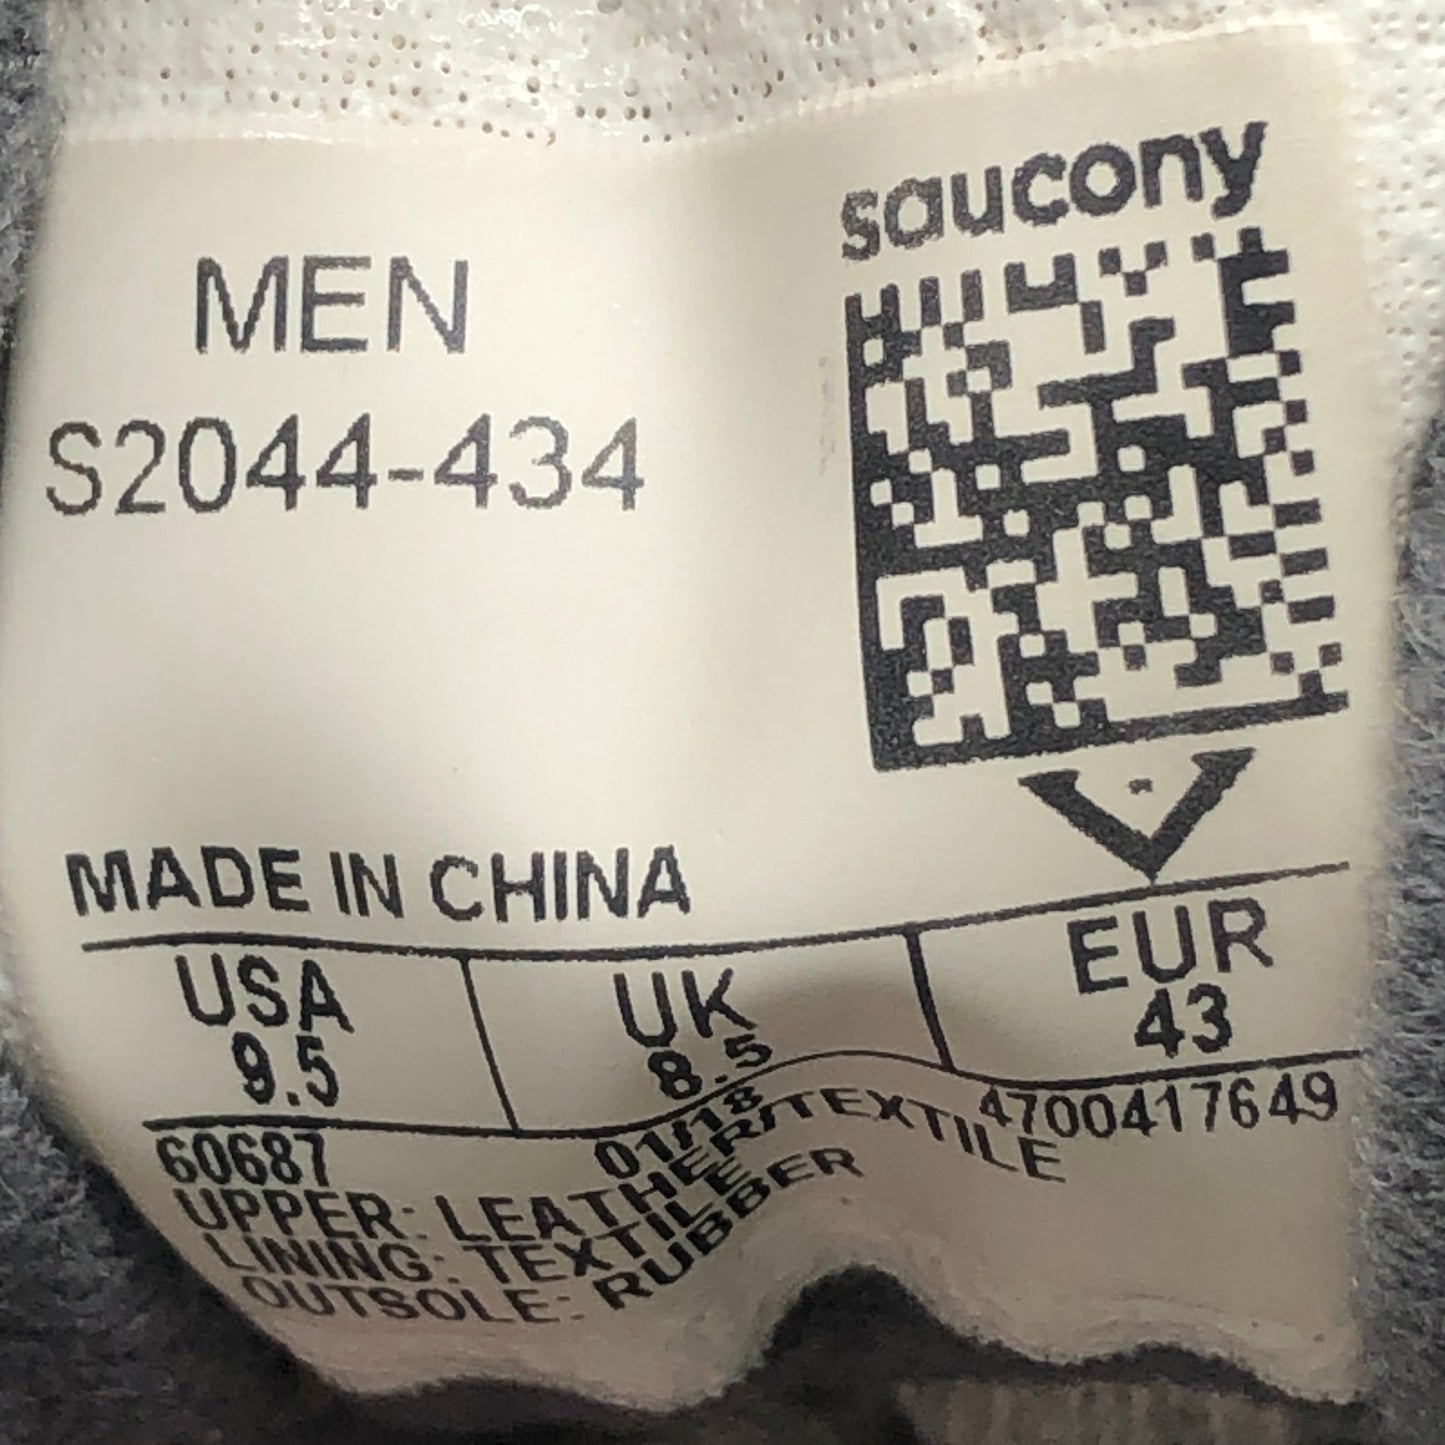 saucony
MEN
S2044-434
MADE IN CHINA
USA UK EUR
9.5 8.5 43
60687 01/18 4700417649
UPPER: LEATHER/TEXTILE
LINING: TEXTILE
OUTSOLE: RUBBER